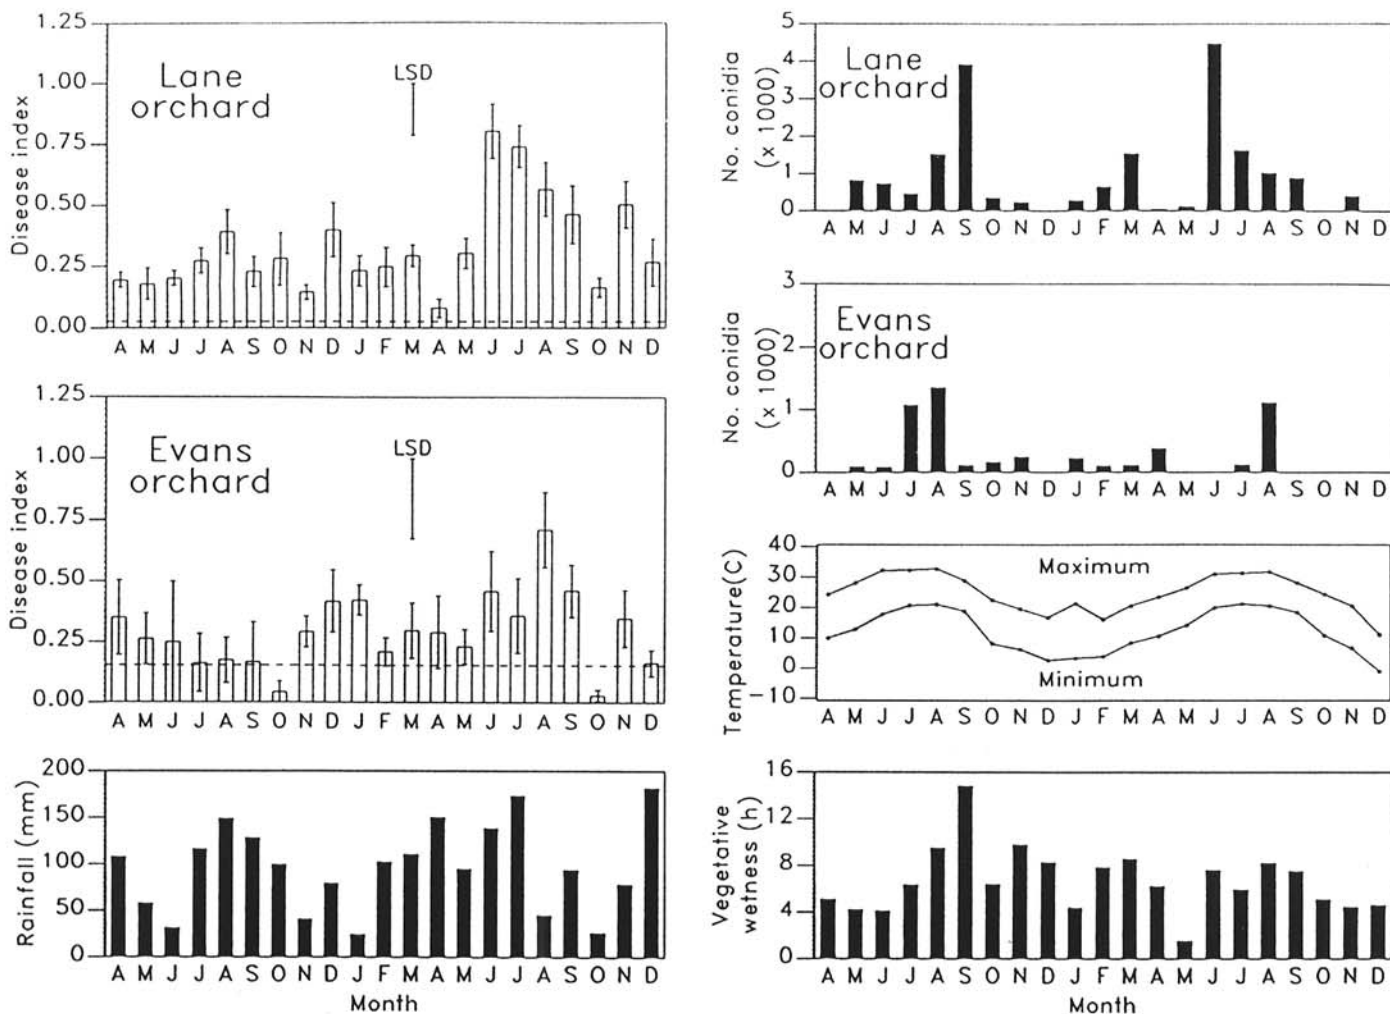 Disease index
1.25
1.00
0.75
0.50
0.25
0.00
Lane
orchard
LSD
A M J J A S O N D J F M A M J J A S O N D
Disease index
1.25
1.00
0.75
0.50
0.25
0.00
Evans
orchard
LSD
A M J J A S O N D J F M A M J J A S O N D
Rainfall (mm)
200
150
100
50
0
A M J J A S O N D J F M A M J J A S O N D
Month
No. conidia
(x 1000)
5
4
3
2
1
0
Lane
orchard
A M J J A S O N D J F M A M J J A S O N D
No. conidia
(x 1000)
3
2
1
0
Evans
orchard
A M J J A S O N D J F M A M J J A S O N D
Temperature(C)
40
30
20
10
0
-10
Maximum
Minimum
A M J J A S O N D J F M A M J J A S O N D
Vegetative
wetness (h)
16
12
8
4
0
A M J J A S O N D J F M A M J J A S O N D
Month